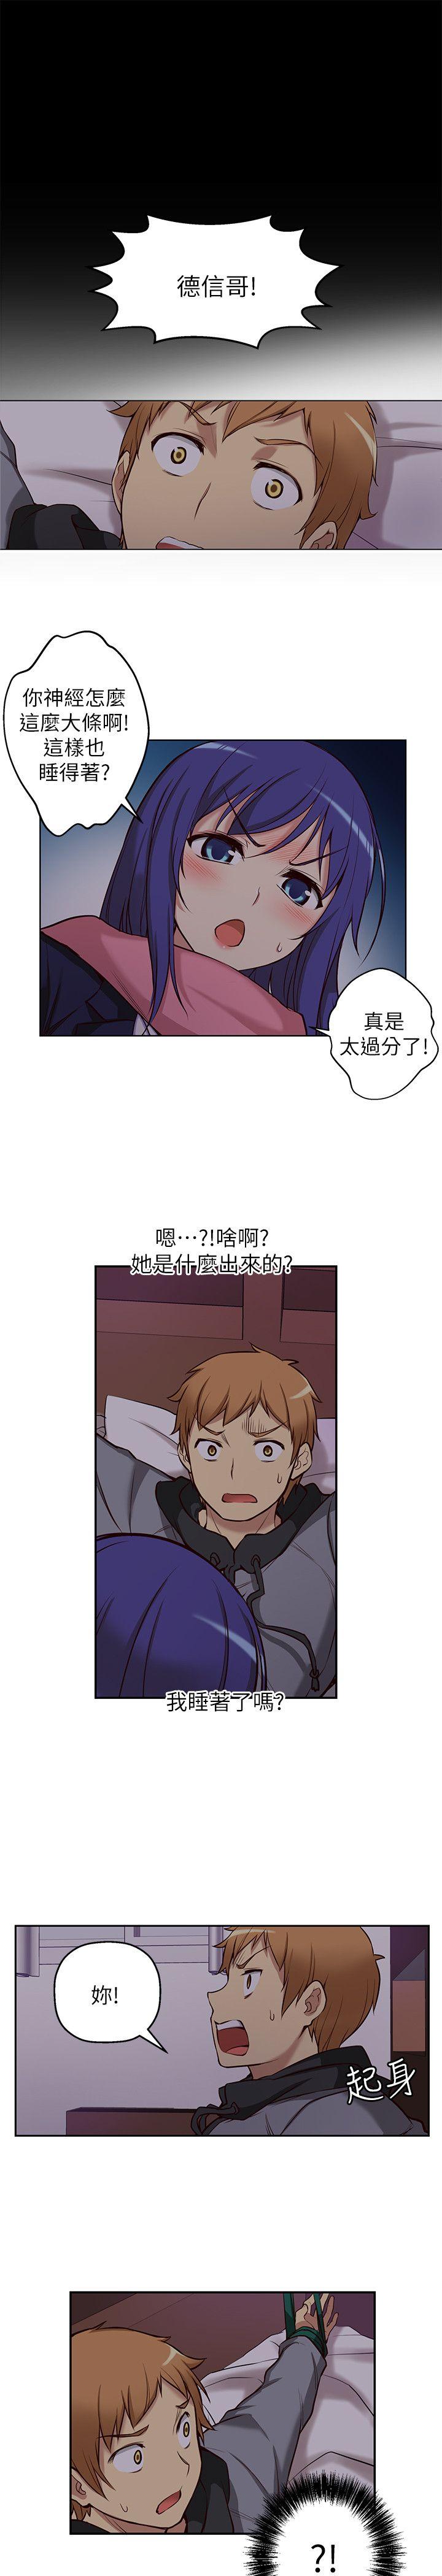 德信哥!
你神經怎麼
這麼大條啊!
這樣也
睡得著?
真是
太過分了!
嗯…?!啥啊?
她是什麼出來的?
我睡著了嗎?
妳!
起身
?!